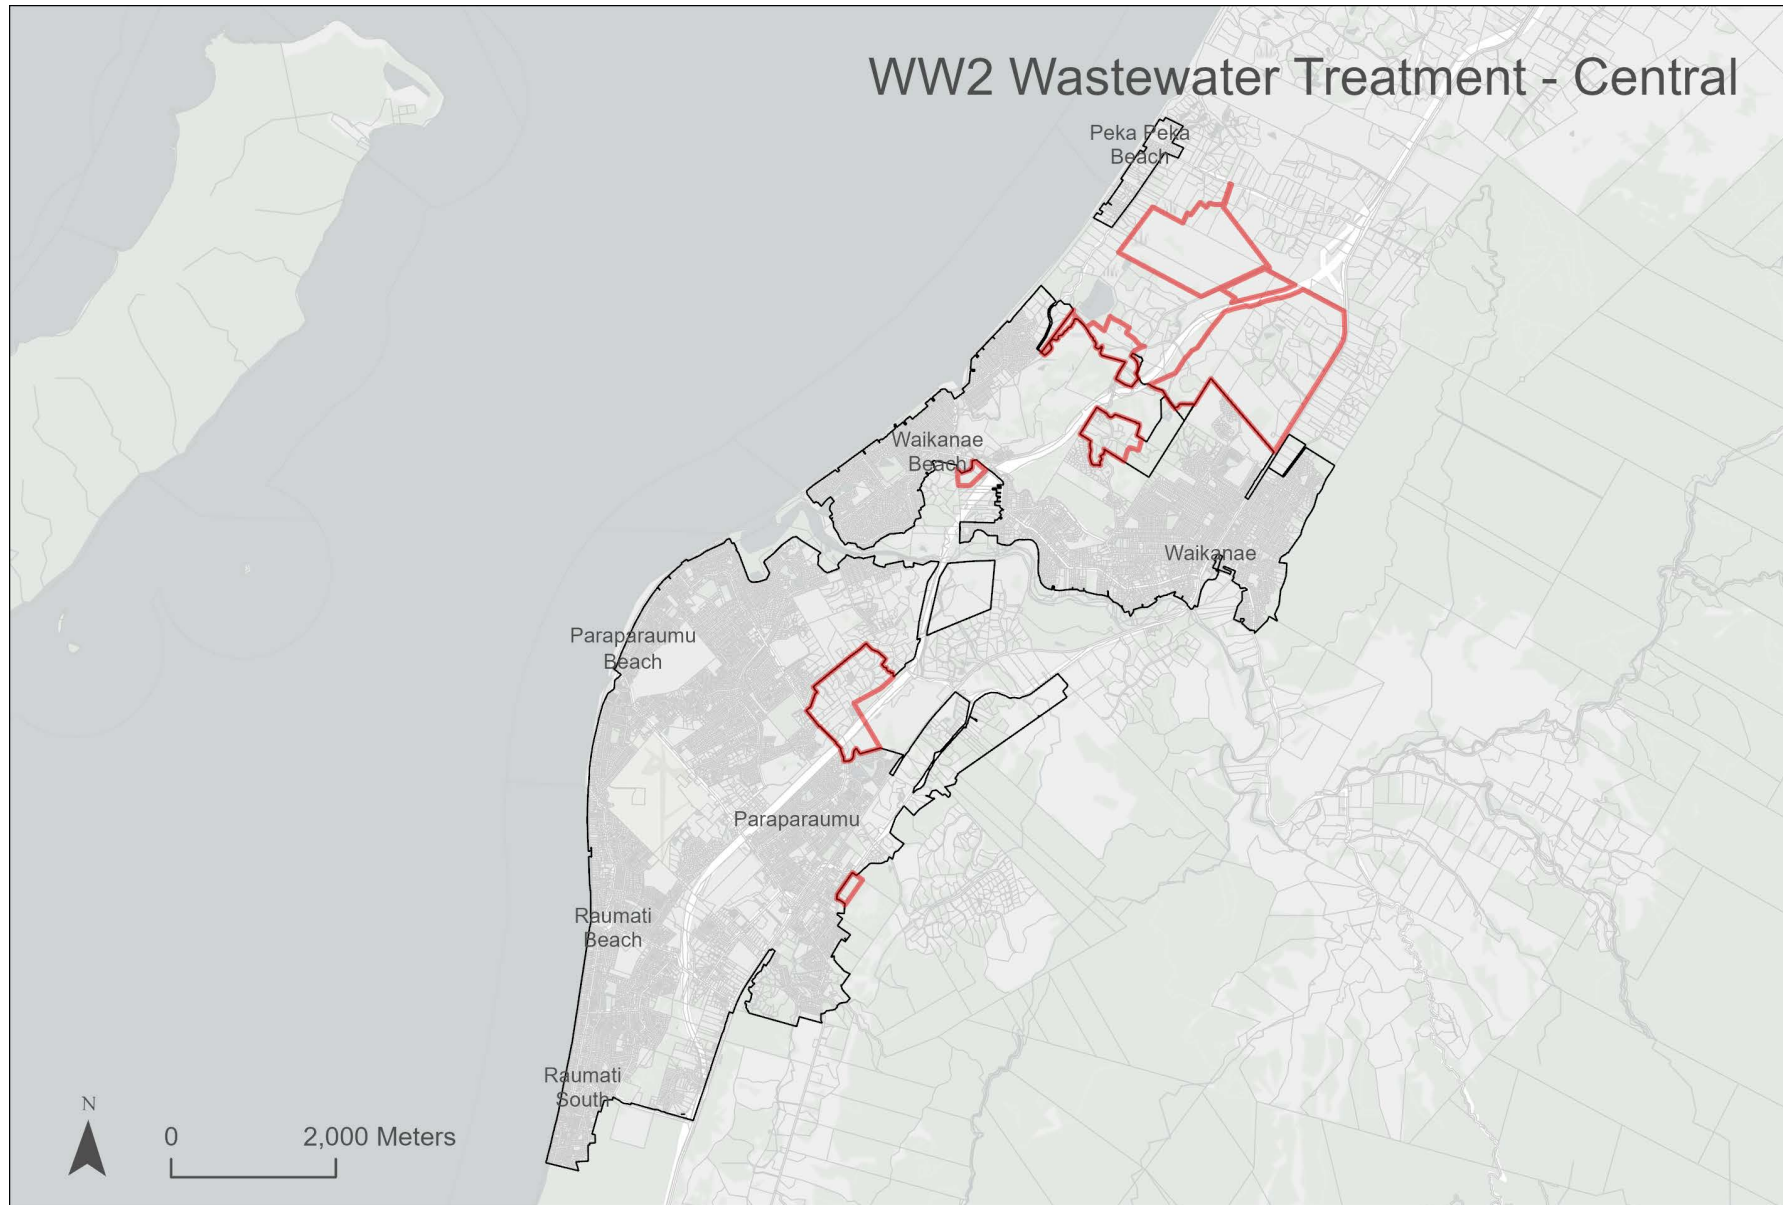 WW2 Wastewater Treatment - Central
Peka Peka
Beach
Waikanae
Beach
Waikanae
Paraparaumu
Beach
Paraparaumu
Raumati
Beach
Raumati
South
N
0 2,000 Meters